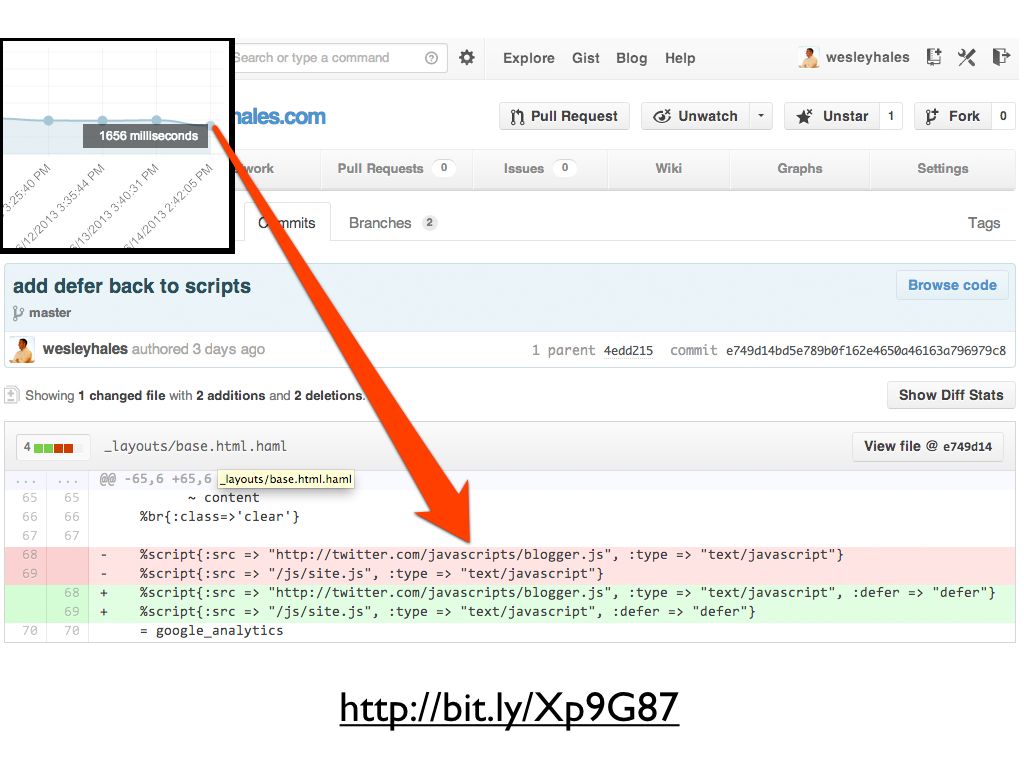 Search or type a command
Explore Gist Blog Help
wesleyhales
1656 milliseconds
3:25:40 PM
/12/2013 3:35:44 PM
/13/2013 3:40:31 PM
/14/2013 2:42:05 PM
hales.com
Pull Request Unwatch Unstar 1 Fork 0
work Pull Requests 0 Issues 0 Wiki Graphs Settings
Commits Branches 2 Tags
add defer back to scripts
Browse code
master
wesleyhales authored 3 days ago 1 parent 4edd215 commit e749d14bd5e789b0f162e4650a46163a796979c8
Showing 1 changed file with 2 additions and 2 deletions. Show Diff Stats
4 _layouts/base.html.haml View file @ e749d14
... ... @@ -65,6 +65,6 _layouts/base.html.haml
65 65 ~ content
66 66 %br{:class=>'clear'}
67 67
68 - %script{:src => "http://twitter.com/javascripts/blogger.js", :type => "text/javascript"}
69 - %script{:src => "/js/site.js", :type => "text/javascript"}
68 + %script{:src => "http://twitter.com/javascripts/blogger.js", :type => "text/javascript", :defer => "defer"}
69 + %script{:src => "/js/site.js", :type => "text/javascript", :defer => "defer"}
70 70 = google_analytics
http://bit.ly/Xp9G87